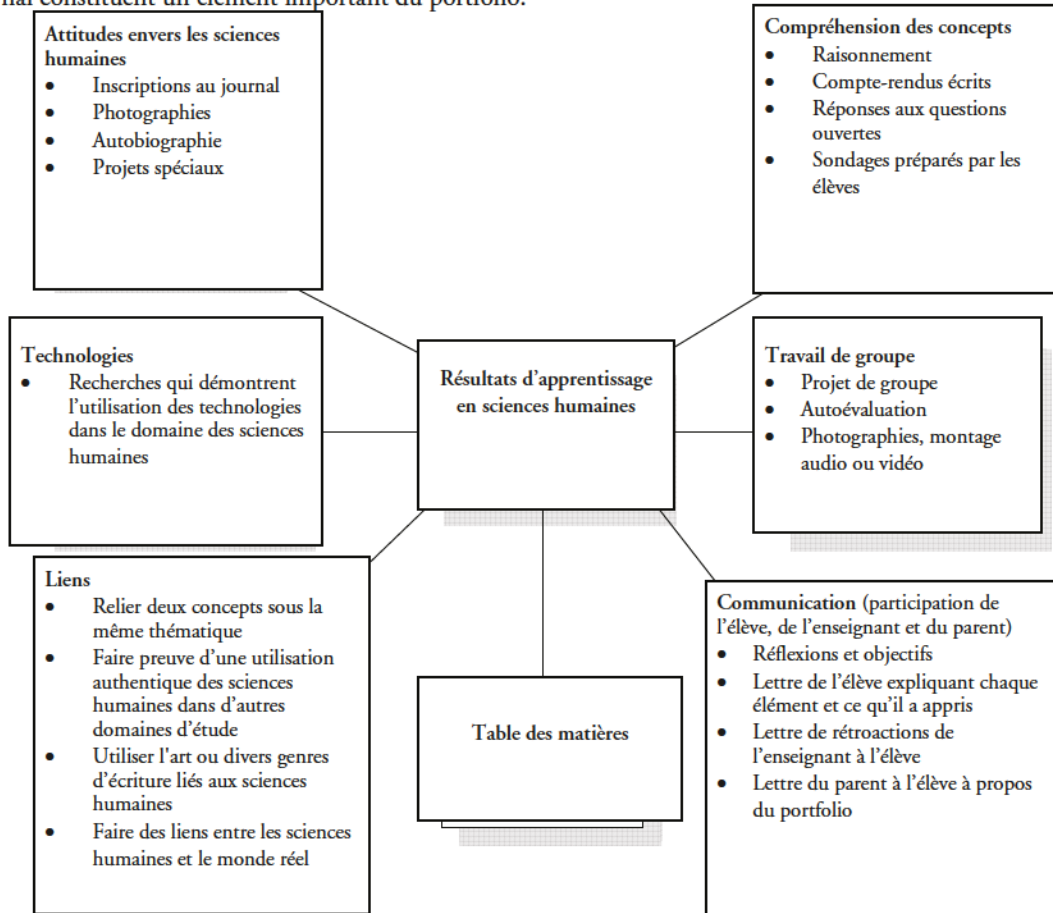 constituent un élément important du portfolio.
Attitudes envers les sciences
humaines
• Inscriptions au journal
• Photographies
• Autobiographie
• Projets spéciaux
Compréhension des concepts
• Raisonnement
• Compte-rendus écrits
• Réponses aux questions
ouvertes
• Sondages préparés par les
élèves
Technologies
• Recherches qui démontrent
l'utilisation des technologies
dans le domaine des sciences
humaines
Résultats d'apprentissage
en sciences humaines
Travail de groupe
• Projet de groupe
• Autoévaluation
• Photographies, montage
audio ou vidéo
Liens
• Relier deux concepts sous la
même thématique
• Faire preuve d'une utilisation
authentique des sciences
humaines dans d'autres
domaines d'étude
• Utiliser l'art ou divers genres
d'écriture liés aux sciences
humaines
• Faire des liens entre les sciences
humaines et le monde réel
Table des matières
Communication (participation de
l'élève, de l'enseignant et du parent)
• Réflexions et objectifs
• Lettre de l'élève expliquant chaque
élément et ce qu'il a appris
• Lettre de rétroactions de
l'enseignant à l'élève
• Lettre du parent à l'élève à propos
du portfolio